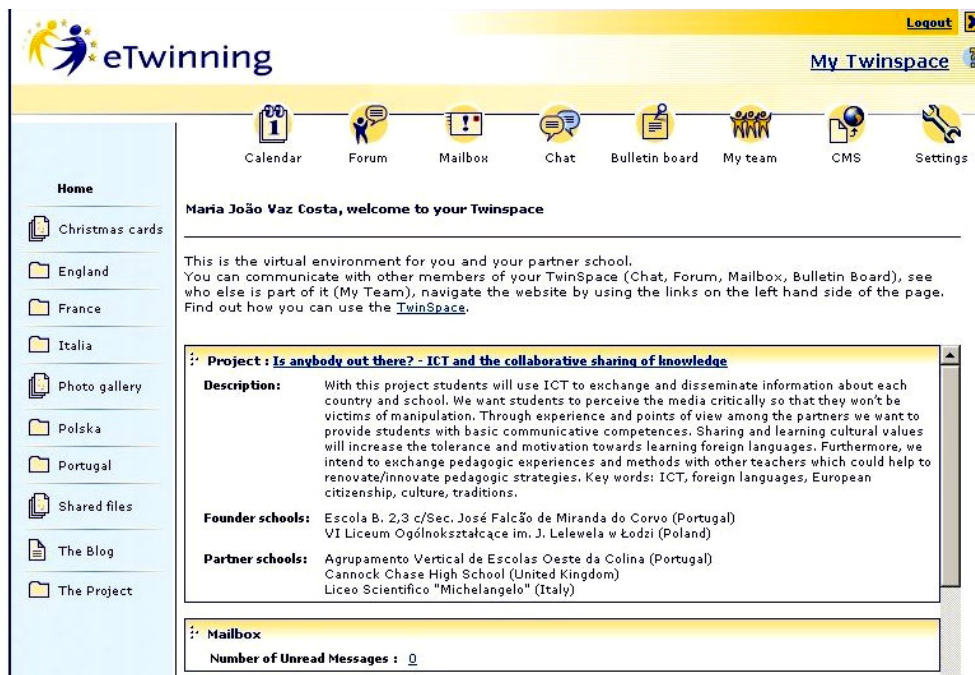 Logout
eTwinning
My Twinspace
1
Calendar
Forum
Mailbox
Chat
Bulletin board
My team
CMS
Settings
Home
Christmas cards
England
France
Italia
Photo gallery
Polska
Portugal
Shared files
The Blog
The Project
Maria João Vaz Costa, welcome to your Twinspace
This is the virtual environment for you and your partner school.
You can communicate with other members of your TwinSpace (Chat, Forum, Mailbox, Bulletin Board), see
who else is part of it (My Team), navigate the website by using the links on the left hand side of the page.
Find out how you can use the TwinSpace.
Project : Is anybody out there? - ICT and the collaborative sharing of knowledge
Description: With this project students will use ICT to exchange and disseminate information about each
country and school. We want students to perceive the media critically so that they won't be
victims of manipulation. Through experience and points of view among the partners we want to
provide students with basic communicative competences. Sharing and learning cultural values
will increase the tolerance and motivation towards learning foreign languages. Furthermore, we
intend to exchange pedagogic experiences and methods with other teachers which could help to
renovate/innovate pedagogic strategies. Key words: ICT, foreign languages, European
citizenship, culture, traditions.
Founder schools: Escola B. 2,3 c/Sec. José Falcão de Miranda do Corvo (Portugal)
VI Liceum Ogólnokształcące im. J. Lelewela w Łodzi (Poland)
Partner schools: Agrupamento Vertical de Escolas Oeste da Colina (Portugal)
Cannock Chase High School (United Kingdom)
Liceo Scientifico "Michelangelo" (Italy)
Mailbox
Number of Unread Messages : 0